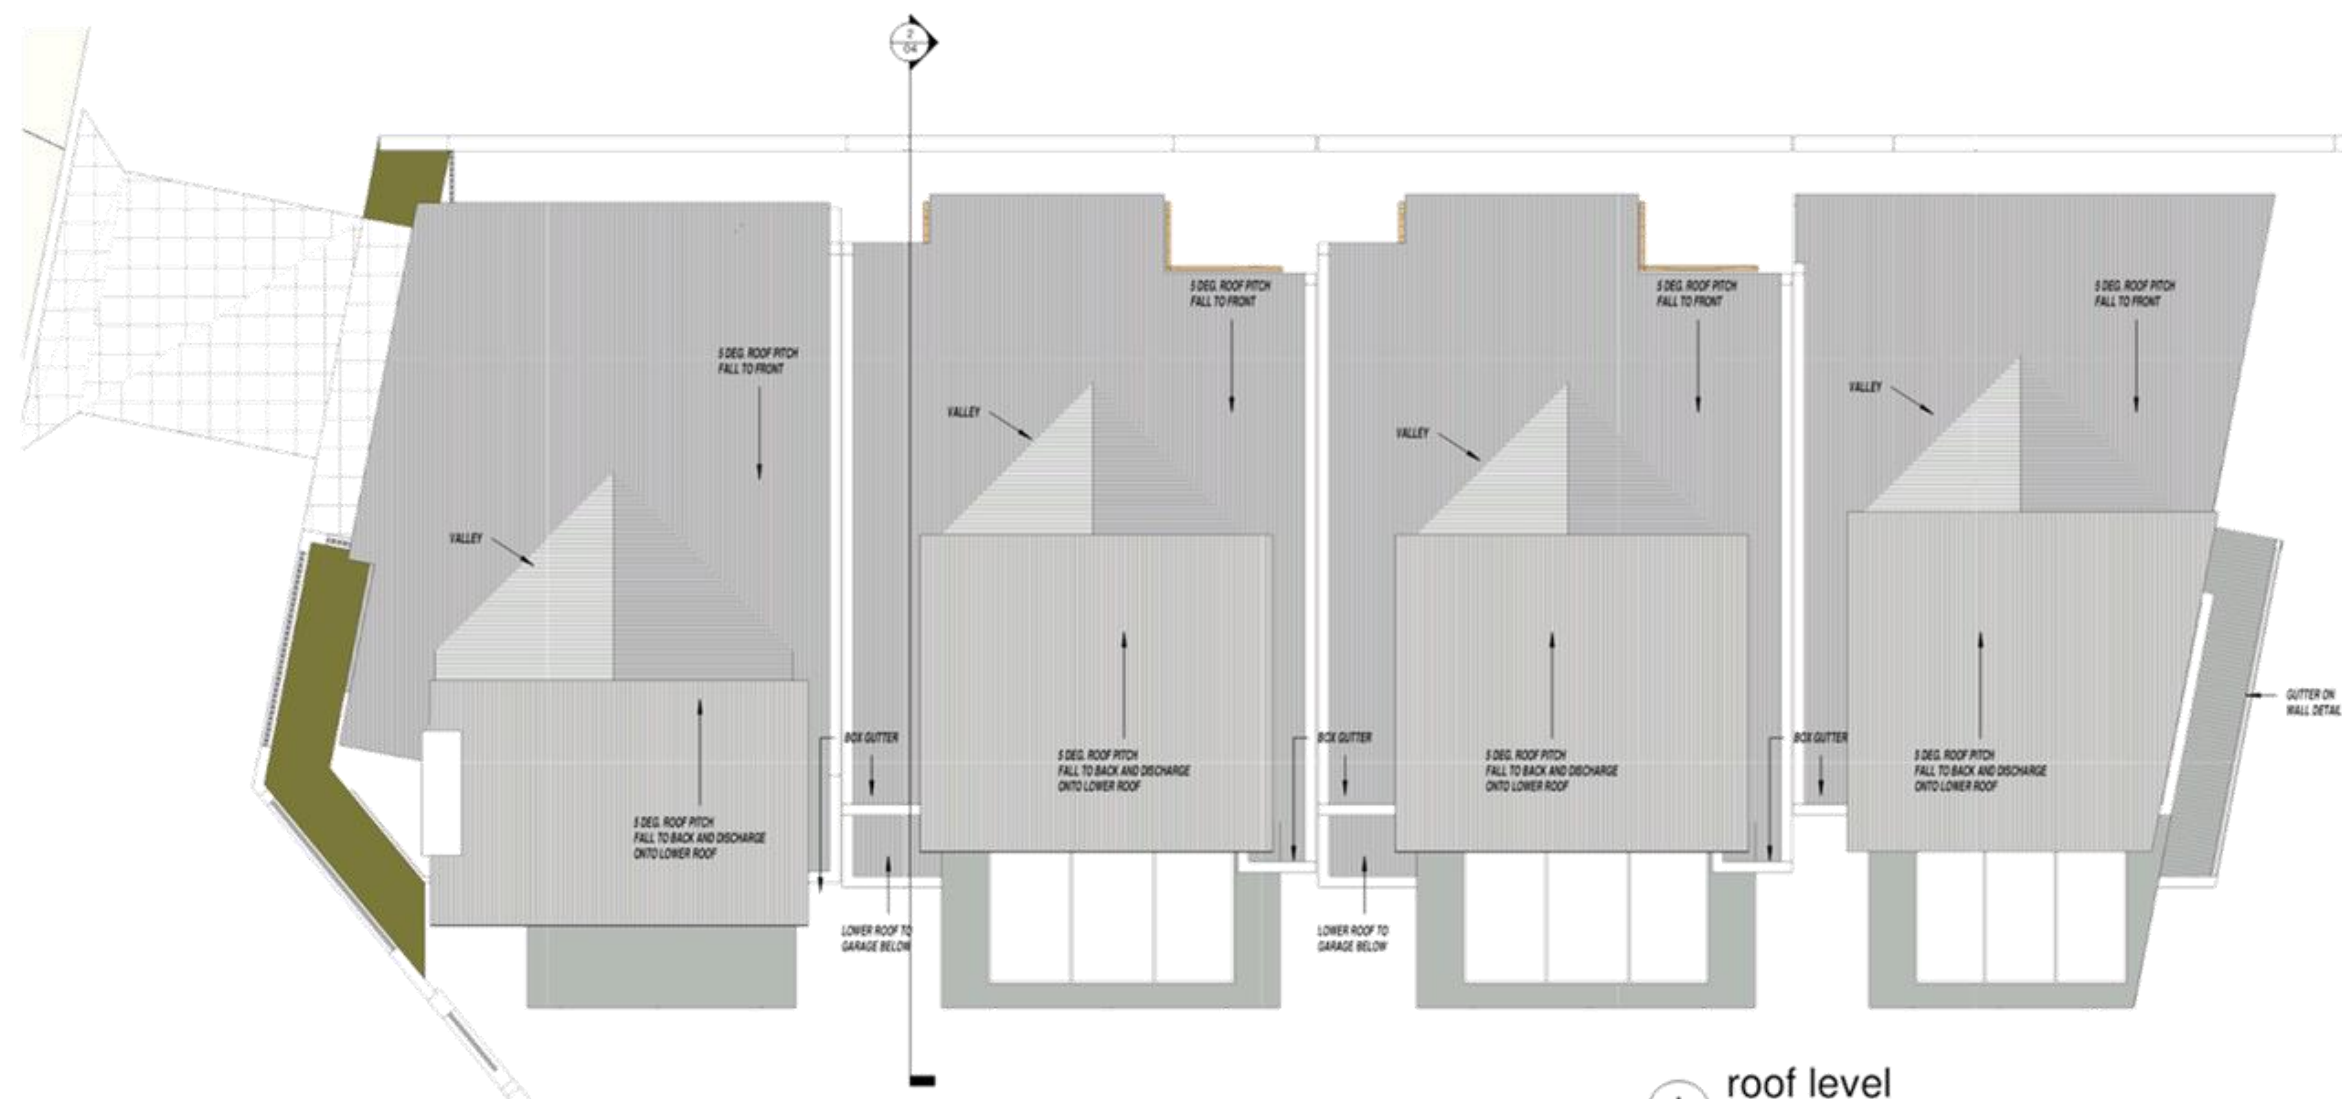 2
04
5 DEG. ROOF PITCH
FALL TO FRONT
5 DEG. ROOF PITCH
FALL TO FRONT
5 DEG. ROOF PITCH
FALL TO FRONT
5 DEG. ROOF PITCH
FALL TO FRONT
VALLEY
VALLEY
VALLEY
VALLEY
GUTTER ON
WALL DETAIL
BOX GUTTER
BOX GUTTER
BOX GUTTER
5 DEG. ROOF PITCH
FALL TO BACK AND DISCHARGE
ONTO LOWER ROOF
5 DEG. ROOF PITCH
FALL TO BACK AND DISCHARGE
ONTO LOWER ROOF
5 DEG. ROOF PITCH
FALL TO BACK AND DISCHARGE
ONTO LOWER ROOF
5 DEG. ROOF PITCH
FALL TO BACK AND DISCHARGE
ONTO LOWER ROOF
LOWER ROOF TO
GARAGE BELOW
LOWER ROOF TO
GARAGE BELOW
roof level